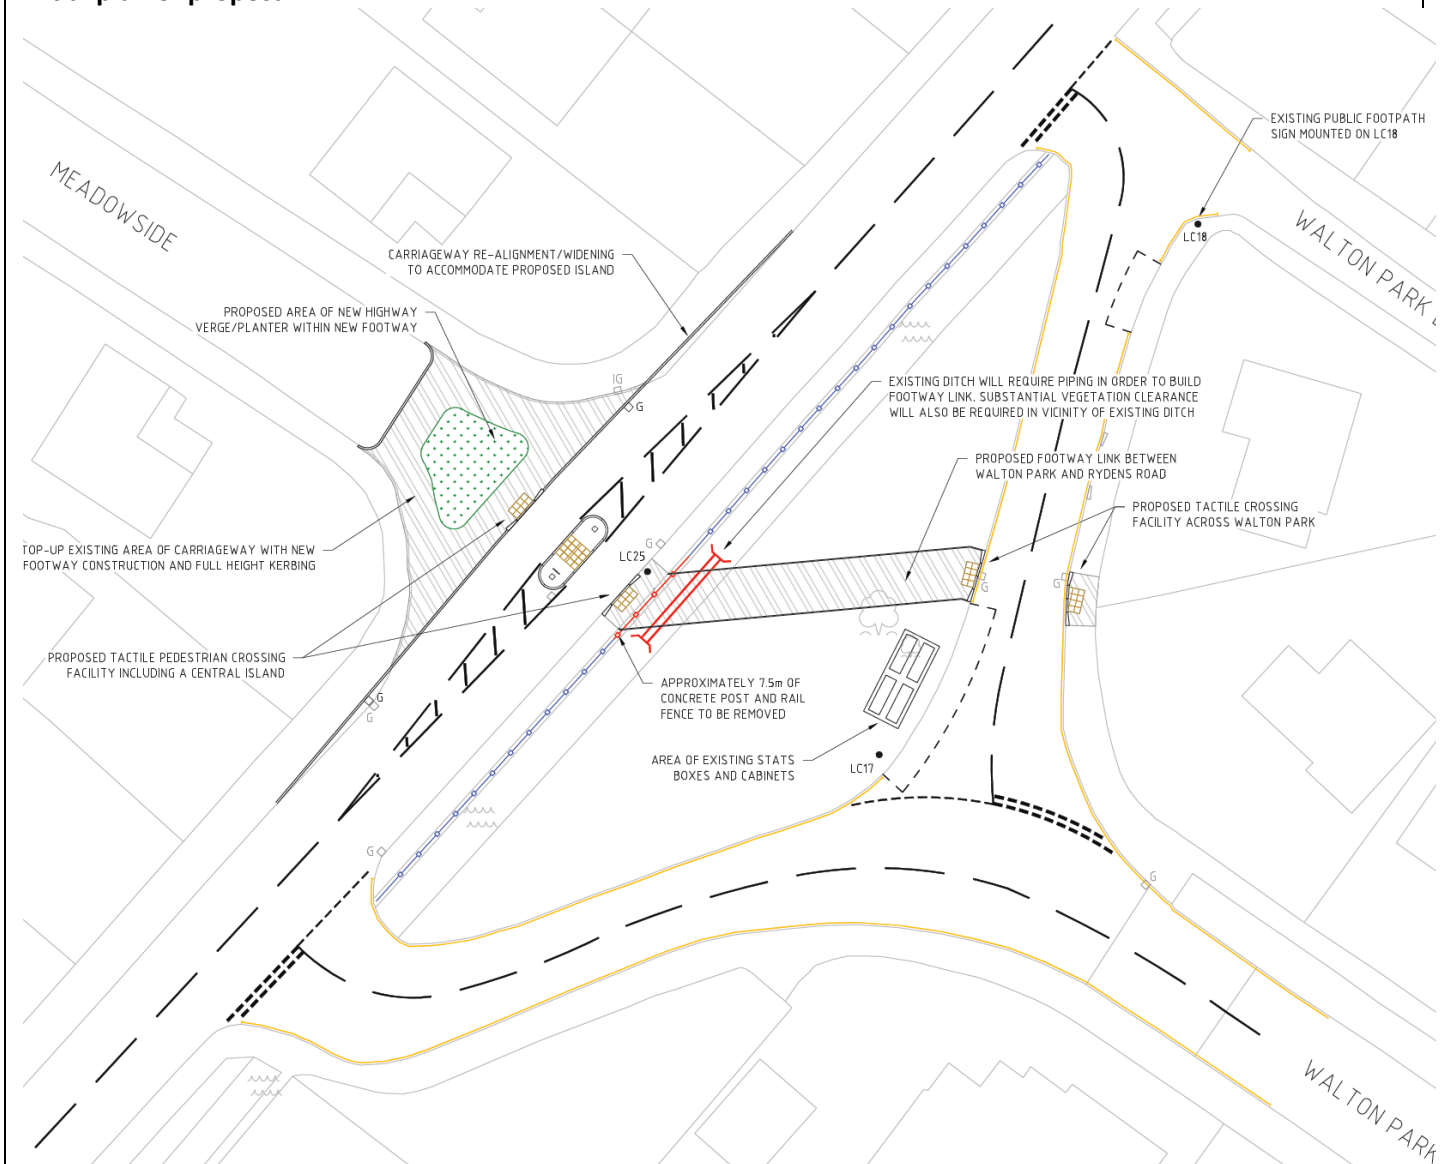 MEADOWSIDE
EXISTING PUBLIC FOOTPATH
SIGN MOUNTED ON LC18
LC18
WALTON PARK
CARRIAGEWAY RE-ALIGNMENT/WIDENING
TO ACCOMMODATE PROPOSED ISLAND
PROPOSED AREA OF NEW HIGHWAY
VERGE/PLANTER WITHIN NEW FOOTWAY
IG
G
EXISTING DITCH WILL REQUIRE PIPING IN ORDER TO BUILD
FOOTWAY LINK. SUBSTANTIAL VEGETATION CLEARANCE
WILL ALSO BE REQUIRED IN VICINITY OF EXISTING DITCH
PROPOSED FOOTWAY LINK BETWEEN
WALTON PARK AND RYDENS ROAD
PROPOSED TACTILE CROSSING
FACILITY ACROSS WALTON PARK
TOP-UP EXISTING AREA OF CARRIAGEWAY WITH NEW
FOOTWAY CONSTRUCTION AND FULL HEIGHT KERBING
G
LC25
G
G
PROPOSED TACTILE PEDESTRIAN CROSSING
FACILITY INCLUDING A CENTRAL ISLAND
G
G
APPROXIMATELY 7.5m OF
CONCRETE POST AND RAIL
FENCE TO BE REMOVED
AREA OF EXISTING STATS
BOXES AND CABINETS
LC17
G
G
WALTON PARK